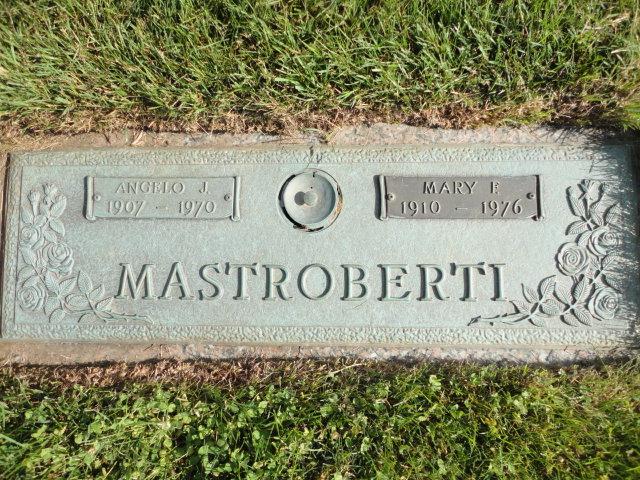 ANGELO J.
1907 – 1970
MARY F.
1910 – 1976
MASTROBERTI